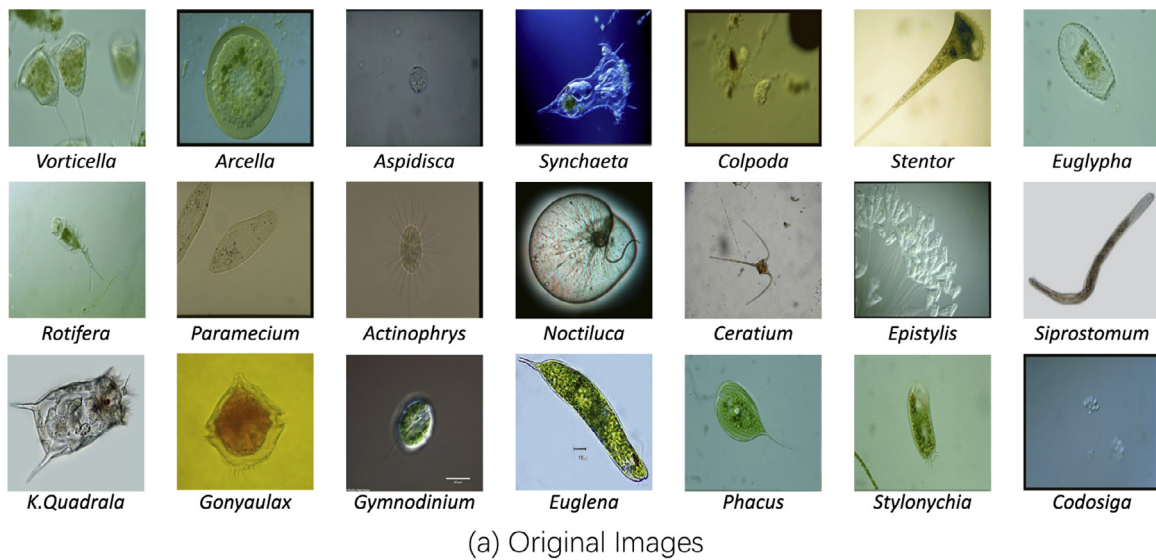 Vorticella Arcella Aspidisca Synchaeta Colpoda Stentor Euglypha
Rotifera Paramecium Actinophrys Noctiluca Ceratium Epistylis Siprostomum
K.Quadrala Gonyaulax Gymnodinium Euglena Phacus Stylonychia Codosiga
(a) Original Images